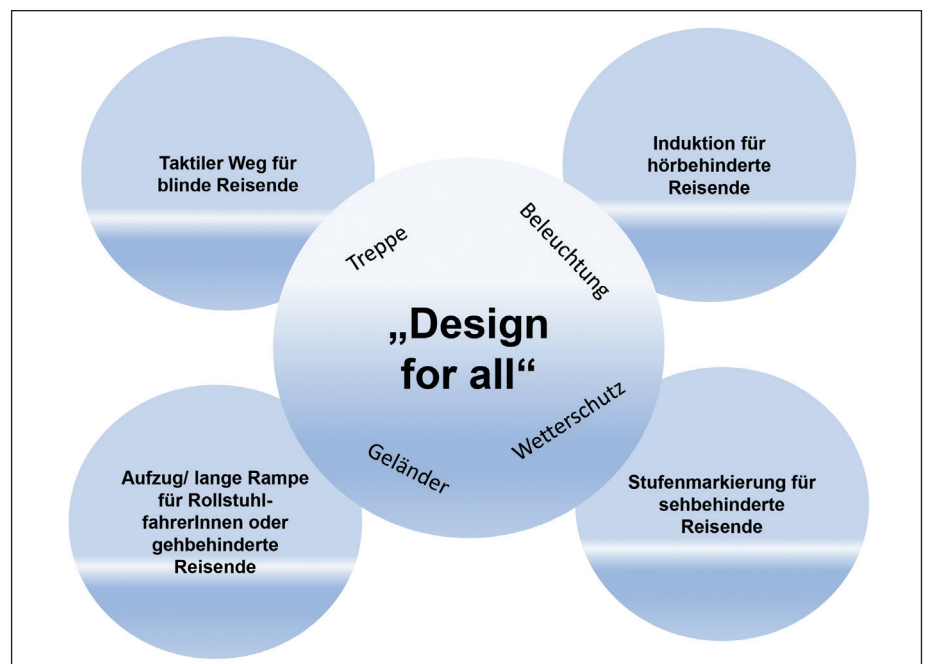 Taktiler Weg für
blinde Reisende
Induktion für
hörbehinderte
Reisende
Treppe
Beleuchtung
„Design
for all“
Geländer
Wetterschutz
Aufzug/ lange Rampe
für Rollstuhl-
fahrerInnen oder
gehbehinderte
Reisende
Stufenmarkierung für
sehbehinderte
Reisende